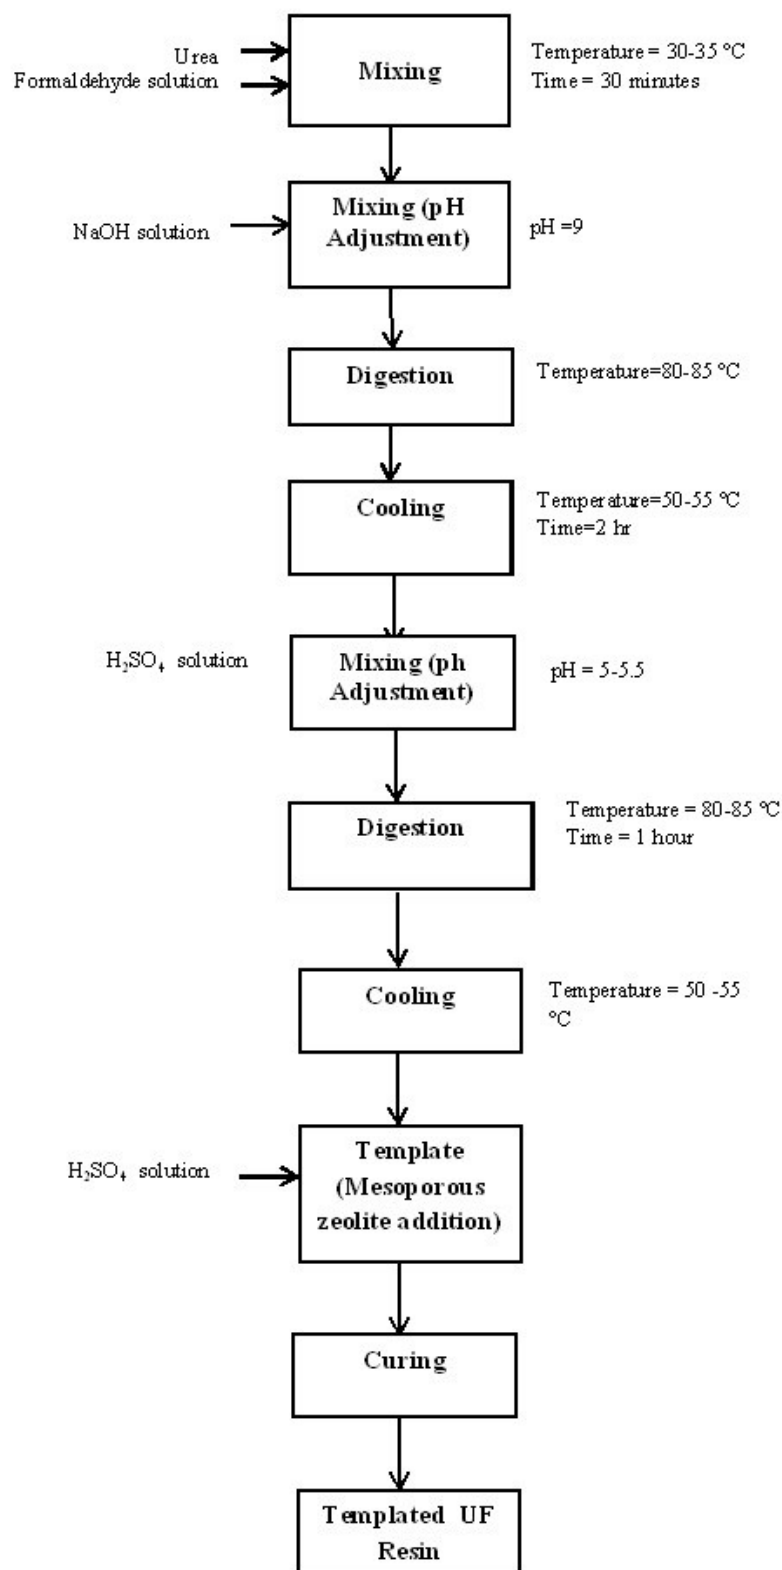 Urea
Formaldehyde solution
Mixing
Temperature = 30-35 °C
Time = 30 minutes
NaOH solution
Mixing (pH
Adjustment)
pH =9
Digestion
Temperature=80-85 °C
Cooling
Temperature=50-55 °C
Time=2 hr
H₂SO₄ solution
Mixing (ph
Adjustment)
pH = 5-5.5
Digestion
Temperature = 80-85 °C
Time = 1 hour
Cooling
Temperature = 50 -55
°C
H₂SO₄ solution
Template
(Mesoporous
zeolite addition)
Curing
Templated UF
Resin